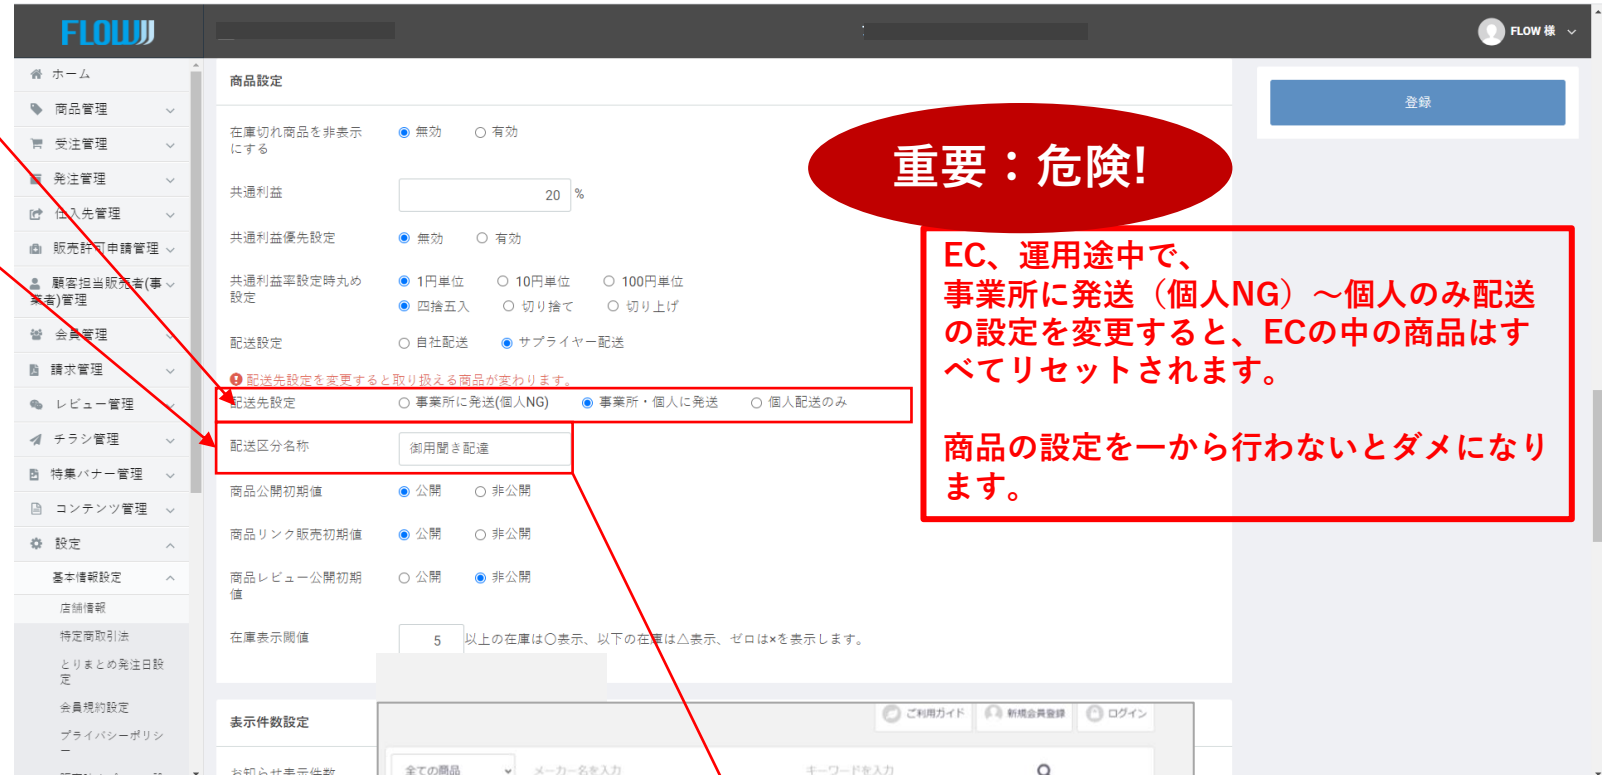 FLOW
FLOW 様
ホーム
商品管理
受注管理
発注管理
仕入先管理
販売許可申請管理
顧客担当販売者(事
業者)管理
会員管理
請求管理
レビュー管理
チラシ管理
特集バナー管理
コンテンツ管理
設定
基本情報設定
店舗情報
特定商取引法
とりまとめ発注日設
定
会員規約設定
プライバシーポリシ
ー
商品設定
在庫切れ商品を非表示
にする
無効 有効
共通利益
20 %
共通利益優先設定
無効 有効
共通利益率設定時丸め
設定
1円単位 10円単位 100円単位
四捨五入 切り捨て 切り上げ
配送設定
自社配送 サプライヤー配送
配送先設定を変更すると取り扱える商品が変わります。
配送先設定
事業所に発送(個人NG) 事業所・個人に発送 個人配送のみ
配送区分名称
御用聞き配達
商品公開初期値
公開 非公開
商品リンク販売初期値
公開 非公開
商品レビュー公開初期
値
公開 非公開
在庫表示閾値
5 以上の在庫は〇表示、以下の在庫は△表示、ゼロは×を表示します。
表示件数設定
お知らせ表示件数
ご利用ガイド 新規会員登録 ログイン
全ての商品 メーカー名を入力 キーワードを入力
登録
重要：危険!
EC、運用途中で、
事業所に発送（個人NG）～個人のみ配送
の設定を変更すると、ECの中の商品はす
べてリセットされます。
商品の設定を一から行わないとダメになり
ます。